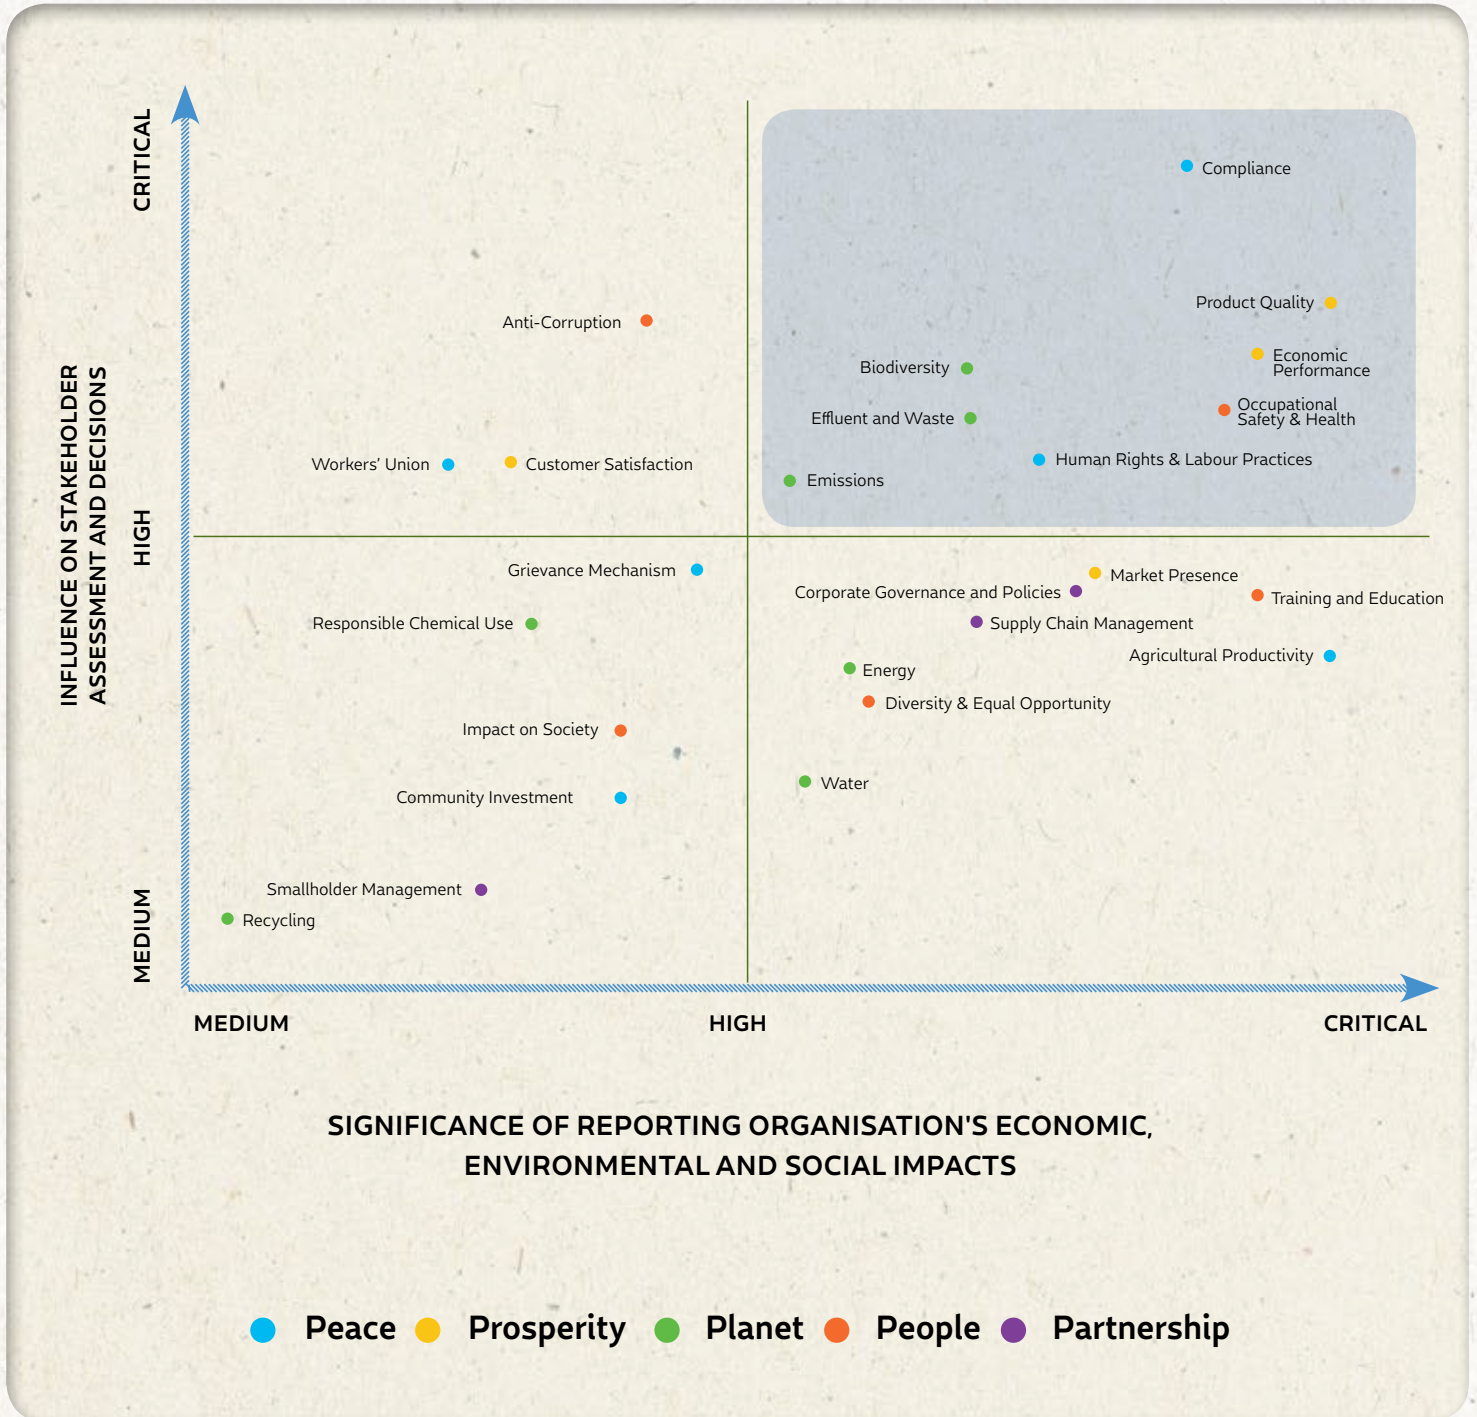 CRITICAL
Compliance
Product Quality
Anti-Corruption
Economic
Performance
Biodiversity
Occupational
Safety & Health
Effluent and Waste
Workers’ Union
Customer Satisfaction
Human Rights & Labour Practices
Emissions
INFLUENCE ON STAKEHOLDER
ASSESSMENT AND DECISIONS
HIGH
Grievance Mechanism
Market Presence
Corporate Governance and Policies
Training and Education
Responsible Chemical Use
Supply Chain Management
Agricultural Productivity
Energy
Diversity & Equal Opportunity
Impact on Society
Water
Community Investment
Smallholder Management
Recycling
MEDIUM
MEDIUM
HIGH
CRITICAL
SIGNIFICANCE OF REPORTING ORGANISATION'S ECONOMIC,
ENVIRONMENTAL AND SOCIAL IMPACTS
Peace
Prosperity
Planet
People
Partnership